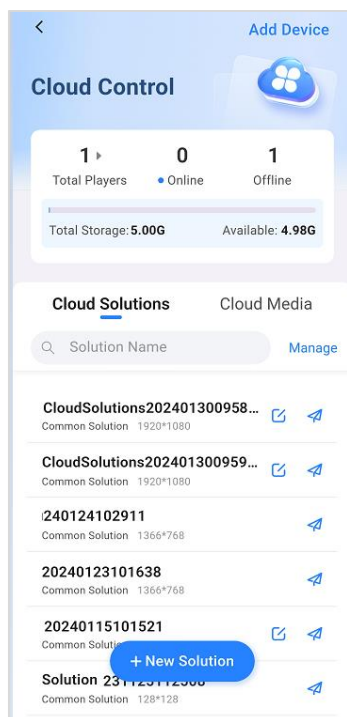 Add Device
Cloud Control
1 0 1
Total Players Online Offline
Total Storage: 5.00G Available: 4.98G
Cloud Solutions Cloud Media
Solution Name Manage
CloudSolutions202401300958...
Common Solution 1920*1080
CloudSolutions202401300959...
Common Solution 1920*1080
240124102911
Common Solution 1366*768
20240123101638
Common Solution 1366*768
20240115101521
Common
+ New Solution
Solution
Common Solution 128*128